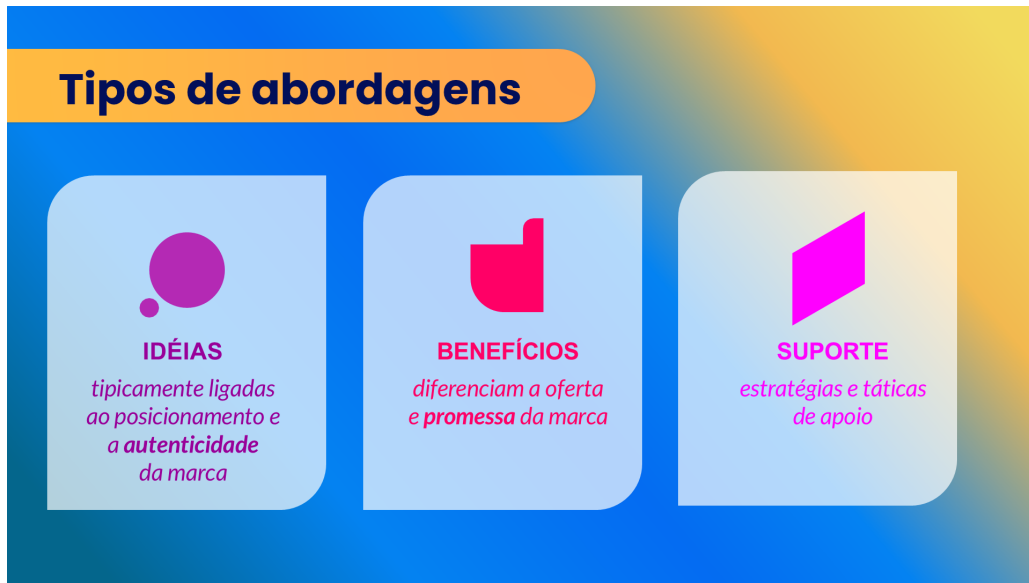 Tipos de abordagens
IDÉIAS
tipicamente ligadas
ao posicionamento e
a autenticidade
da marca
BENEFÍCIOS
diferenciam a oferta
e promessa da marca
SUPORTE
estratégias e táticas
de apoio